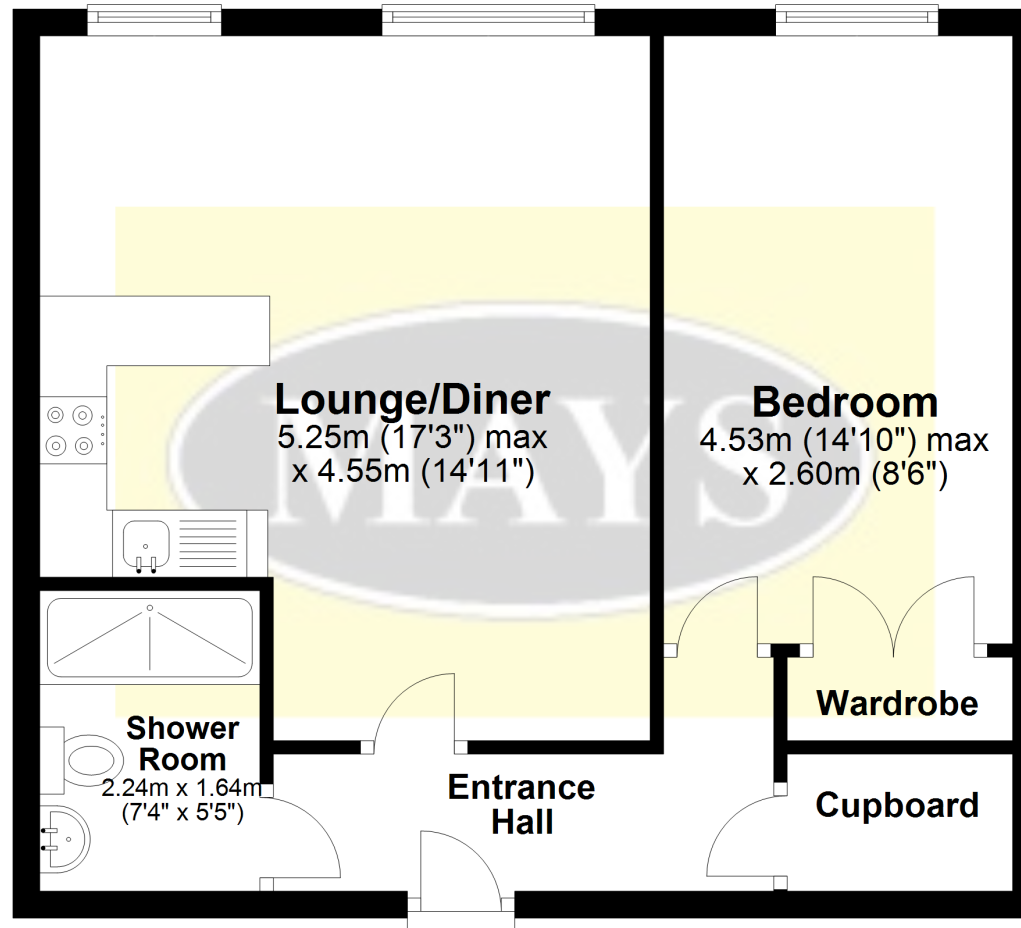 Lounge/Diner
5.25m (17'3") max
x 4.55m (14'11")
Bedroom
4.53m (14'10") max
x 2.60m (8'6")
MAYS
Wardrobe
Shower
Room
2.24m x 1.64m
(7'4" x 5'5")
Entrance
Hall
Cupboard